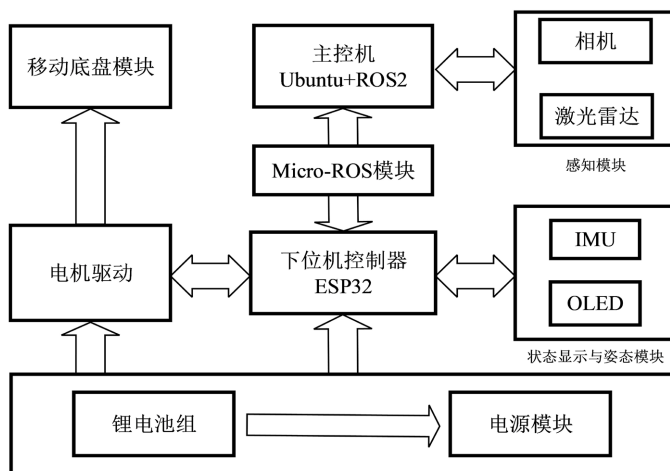 移动底盘模块
主控机
Ubuntu+ROS2
相机
激光雷达
感知模块
Micro-ROS模块
电机驱动
下位机控制器
ESP32
IMU
OLED
状态显示与姿态模块
锂电池组
电源模块